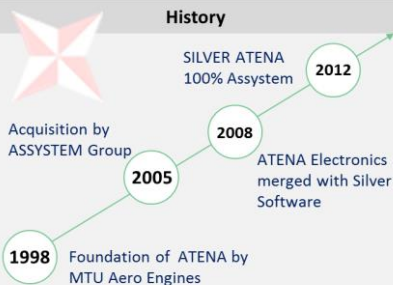 History
SILVER ATENA
100% Assystem
2012
Acquisition by
ASSYSTEM Group
2008
2005
ATENA Electronics
merged with Silver
Software
1998
Foundation of ATENA by
MTU Aero Engines